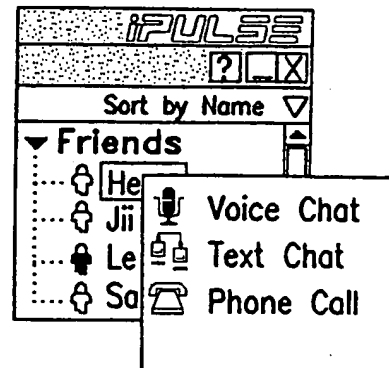 iPULSE
? _ X
Sort by Name
Friends
He
Jii
Le
Sa
Voice Chat
Text Chat
Phone Call